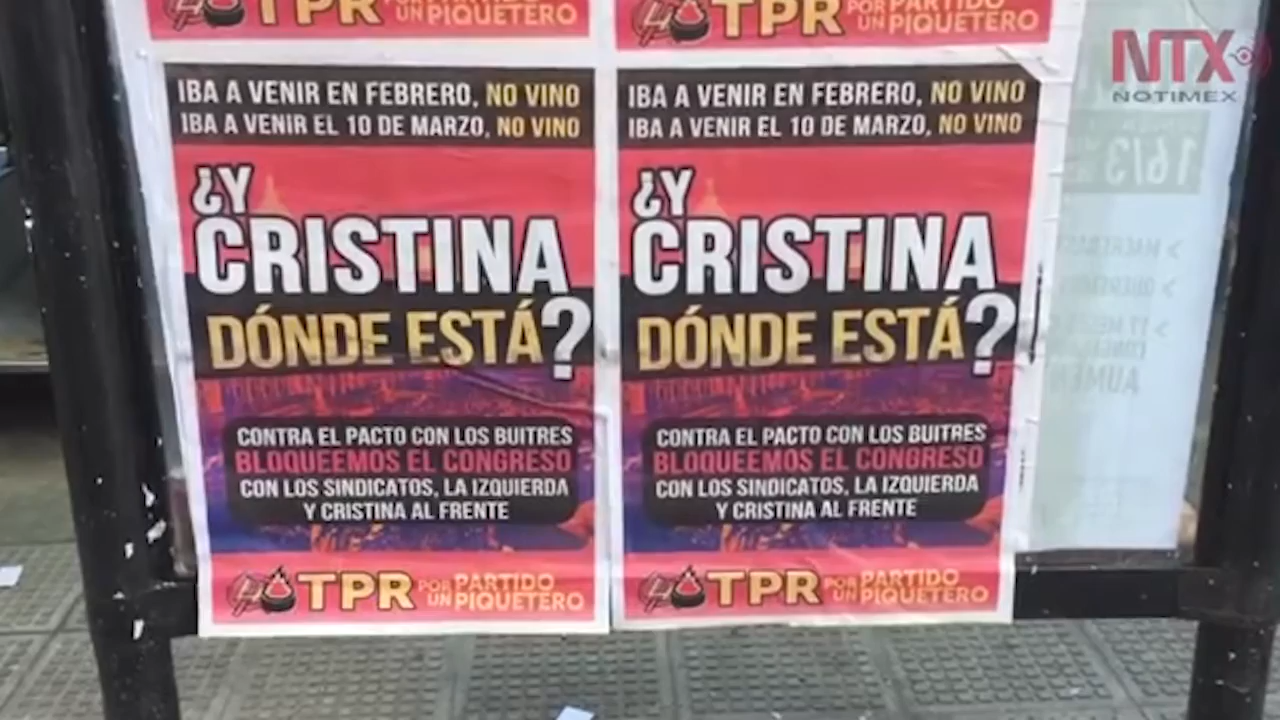 TPR POR PARTIDO
UN PIQUETERO
TPR POR PARTIDO
UN PIQUETERO
NTX
NOTIMEX
IBA A VENIR EN FEBRERO, NO VINO
IBA A VENIR EL 10 DE MARZO, NO VINO
¿Y
CRISTINA
DÓNDE ESTÁ?
CONTRA EL PACTO CON LOS BUITRES
BLOQUEEMOS EL CONGRESO
CON LOS SINDICATOS, LA IZQUIERDA
Y CRISTINA AL FRENTE
TPR POR PARTIDO
UN PIQUETERO
IBA A VENIR EN FEBRERO, NO VINO
IBA A VENIR EL 10 DE MARZO, NO VINO
¿Y
CRISTINA
DÓNDE ESTÁ?
CONTRA EL PACTO CON LOS BUITRES
BLOQUEEMOS EL CONGRESO
CON LOS SINDICATOS, LA IZQUIERDA
Y CRISTINA AL FRENTE
TPR POR PARTIDO
UN PIQUETERO
16/3